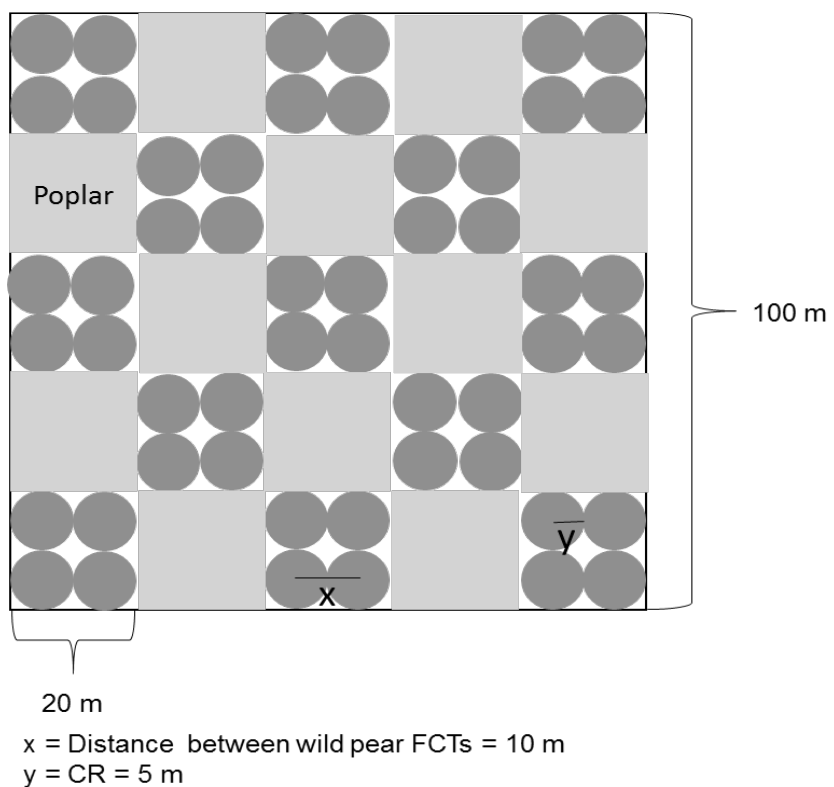 Poplar
100 m
y
x
20 m
x = Distance between wild pear FCTs = 10 m
y = CR = 5 m